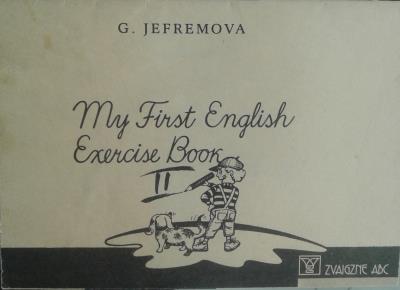 G. JEFREMOVA
My First English
Exercise Book
II
ZVAIGZNE ABC